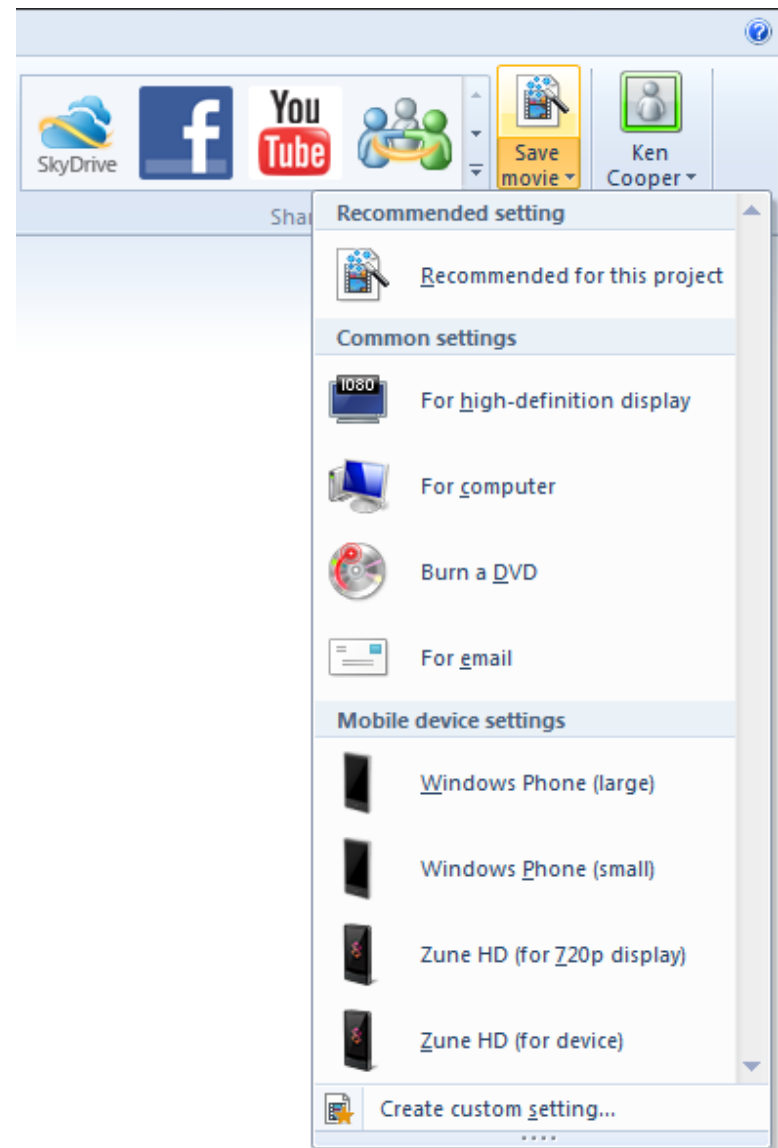 SkyDrive
f
You
Tube
Save
movie
Ken
Cooper
Shar
Recommended setting
Recommended for this project
Common settings
1080
For high-definition display
For computer
Burn a DVD
For email
Mobile device settings
Windows Phone (large)
Windows Phone (small)
Zune HD (for 720p display)
Zune HD (for device)
Create custom setting...